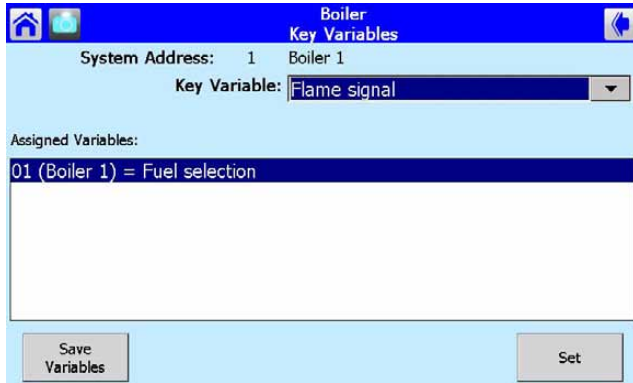 Boiler
Key Variables
System Address: 1 Boiler 1
Key Variable: Flame signal
Assigned Variables:
01 (Boiler 1) = Fuel selection
Save
Variables
Set